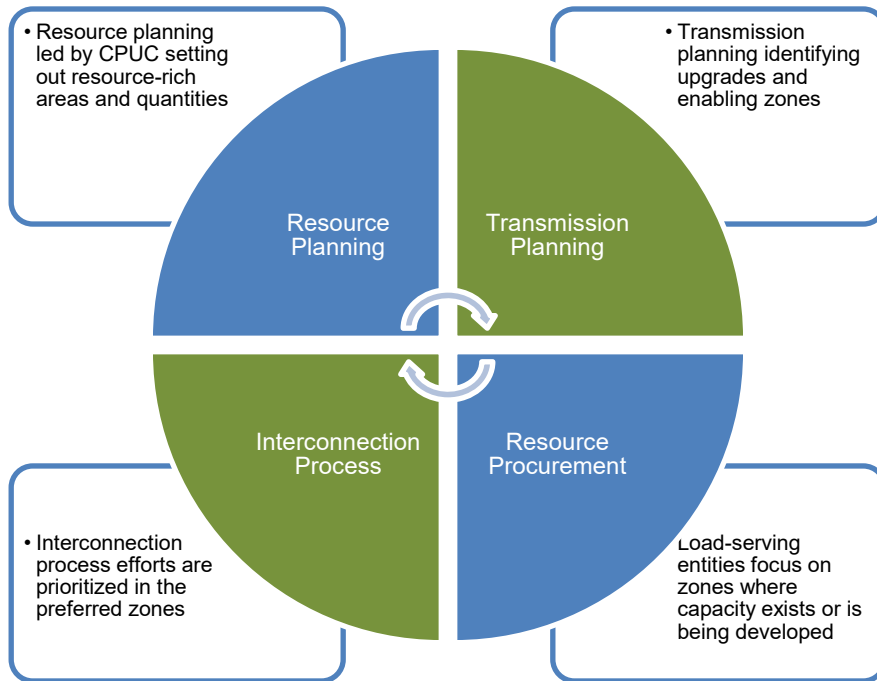 • Resource planning
led by CPUC setting
out resource-rich
areas and quantities
• Transmission
planning identifying
upgrades and
enabling zones
Resource
Planning
Transmission
Planning
Interconnection
Process
Resource
Procurement
• Interconnection
process efforts are
prioritized in the
preferred zones
Load-serving
entities focus on
zones where
capacity exists or is
being developed